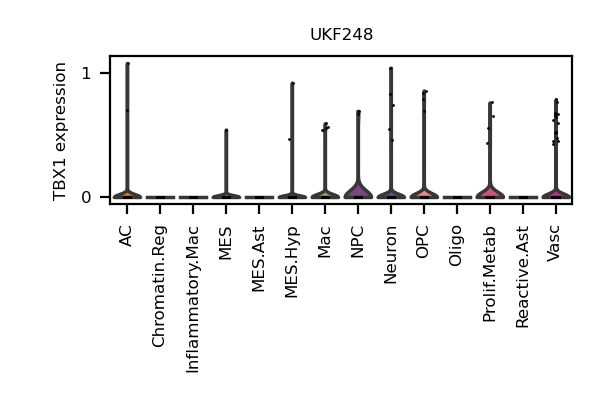 UKF248
TBX1 expression
1
0
AC
Chromatin.Reg
Inflammatory.Mac
MES
MES.Ast
MES.Hyp
Mac
NPC
Neuron
OPC
Oligo
Prolif.Metab
Reactive.Ast
Vasc